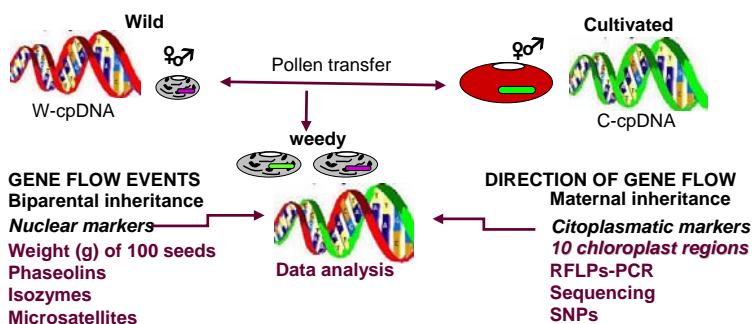 Wild
Cultivated
♀♂
♀♂
Pollen transfer
W-cpDNA
C-cpDNA
weedy
GENE FLOW EVENTS
Biparental inheritance
Nuclear markers
Weight (g) of 100 seeds
Phaseolins
Isozymes
Microsatellites
Data analysis
DIRECTION OF GENE FLOW
Maternal inheritance
Citoplasmatic markers
10 chloroplast regions
RFLPs-PCR
Sequencing
SNPs